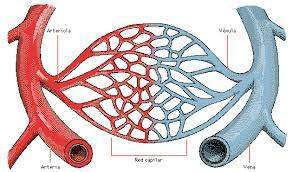 Arteriola
Vénula
Arteria
Red capilar
Vena